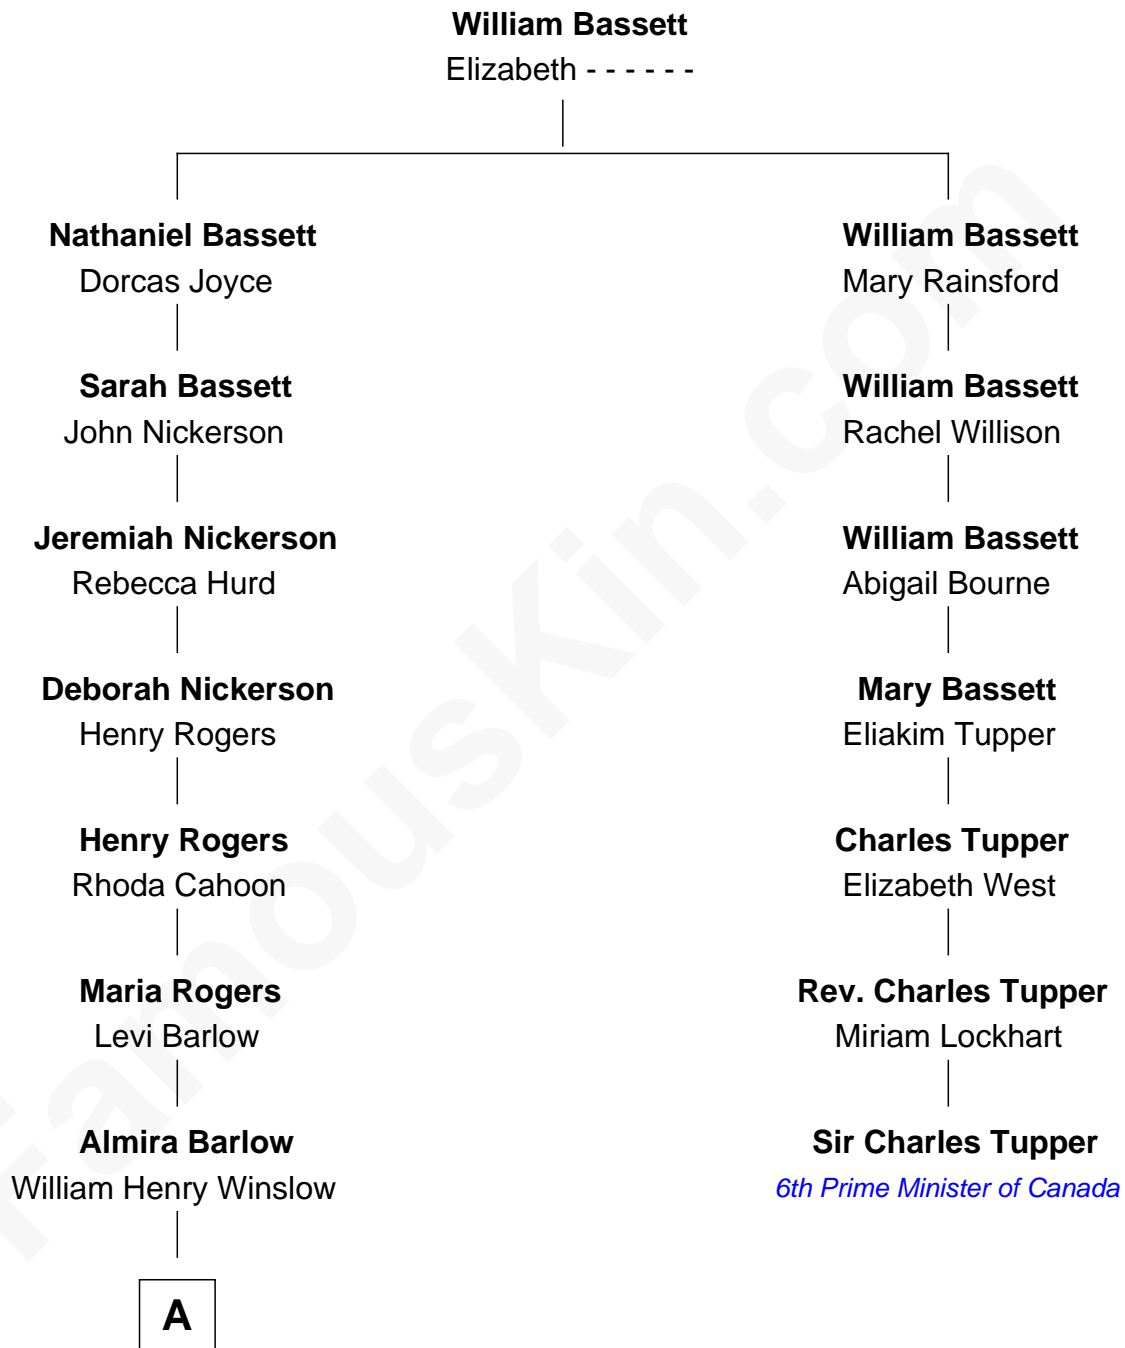 William Bassett
Elizabeth - - - - - -
Nathaniel Bassett
Dorcas Joyce
Sarah Bassett
John Nickerson
Jeremiah Nickerson
Rebecca Hurd
Deborah Nickerson
Henry Rogers
Henry Rogers
Rhoda Cahoon
Maria Rogers
Levi Barlow
Almira Barlow
William Henry Winslow
A
William Bassett
Mary Rainsford
William Bassett
Rachel Willison
William Bassett
Abigail Bourne
Mary Bassett
Eliakim Tupper
Charles Tupper
Elizabeth West
Rev. Charles Tupper
Miriam Lockhart
Sir Charles Tupper
6th Prime Minister of Canada
FamousKin.com